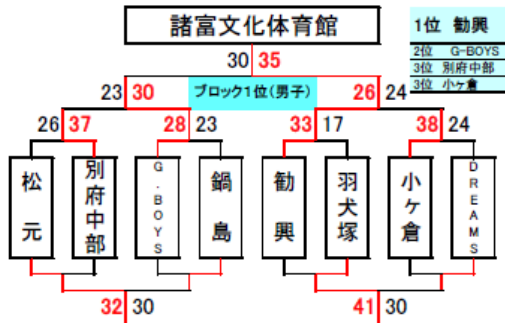 諸富文化体育館
1位 勧興
2位 G-BOYS
3位 別府中部
3位 小ヶ倉
30 35
ブロック1位(男子)
23 30 26 24
26 37 28 23 33 17 38 24
松元 別府中部 G.BOYS 鍋島 勧興 羽犬塚 小ヶ倉 DREAMS
32 30 41 30